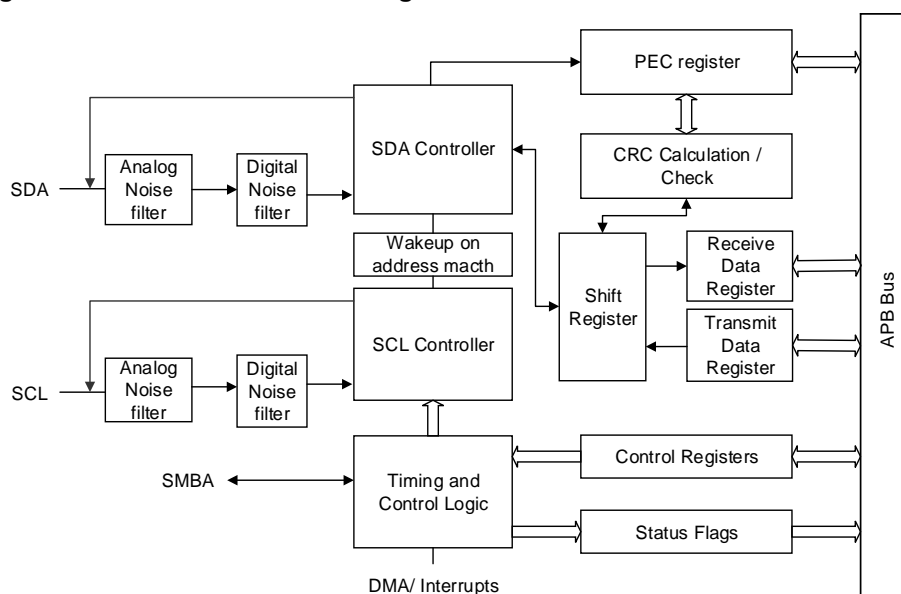 PEC register
SDA Controller
CRC Calculation /
Check
SDA
Analog
Noise
filter
Digital
Noise
filter
Wakeup on
address macth
Shift
Register
Receive
Data
Register
Transmit
Data
Register
APB Bus
SCL Controller
SCL
Analog
Noise
filter
Digital
Noise
filter
SMBA
Timing and
Control Logic
Control Registers
Status Flags
DMA/ Interrupts